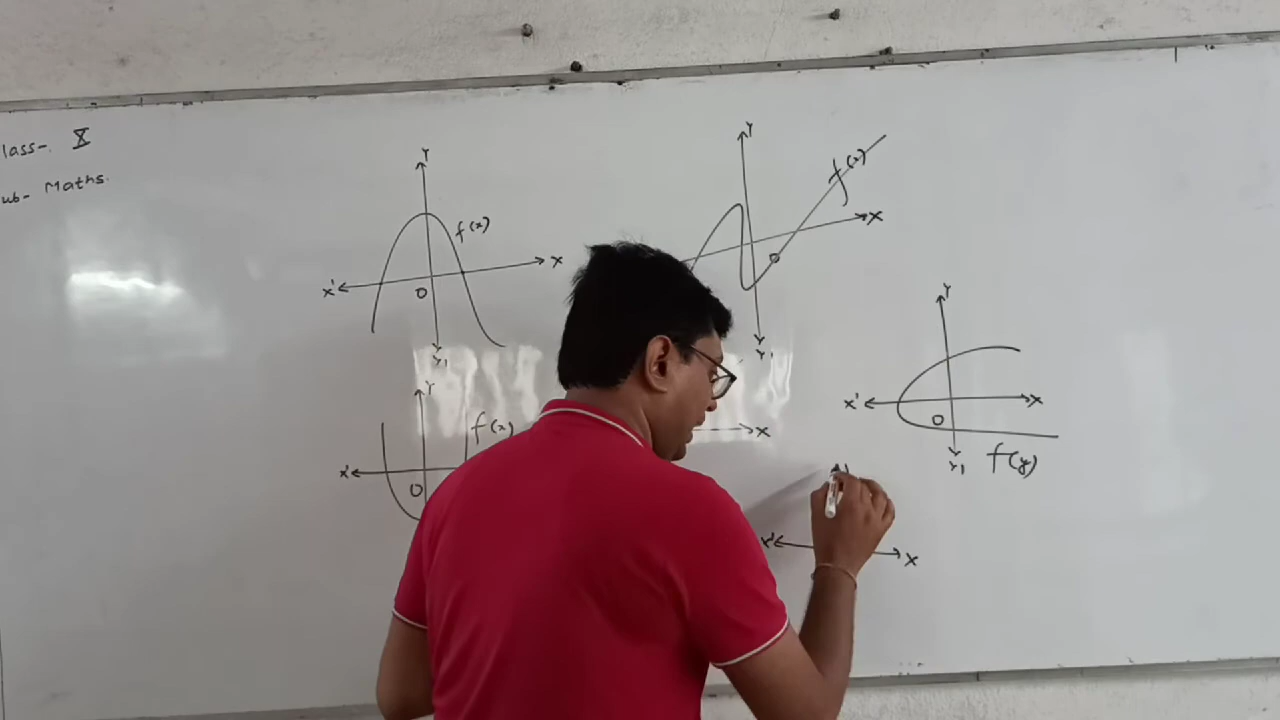 lass- X
ub- Maths.
Y
f(x)
X' X
O
Y1
Y
f(x)
X
O
Y1
Y
f(x)
X'
O
X
Y
X' X
O
Y1 f(y)
X' X